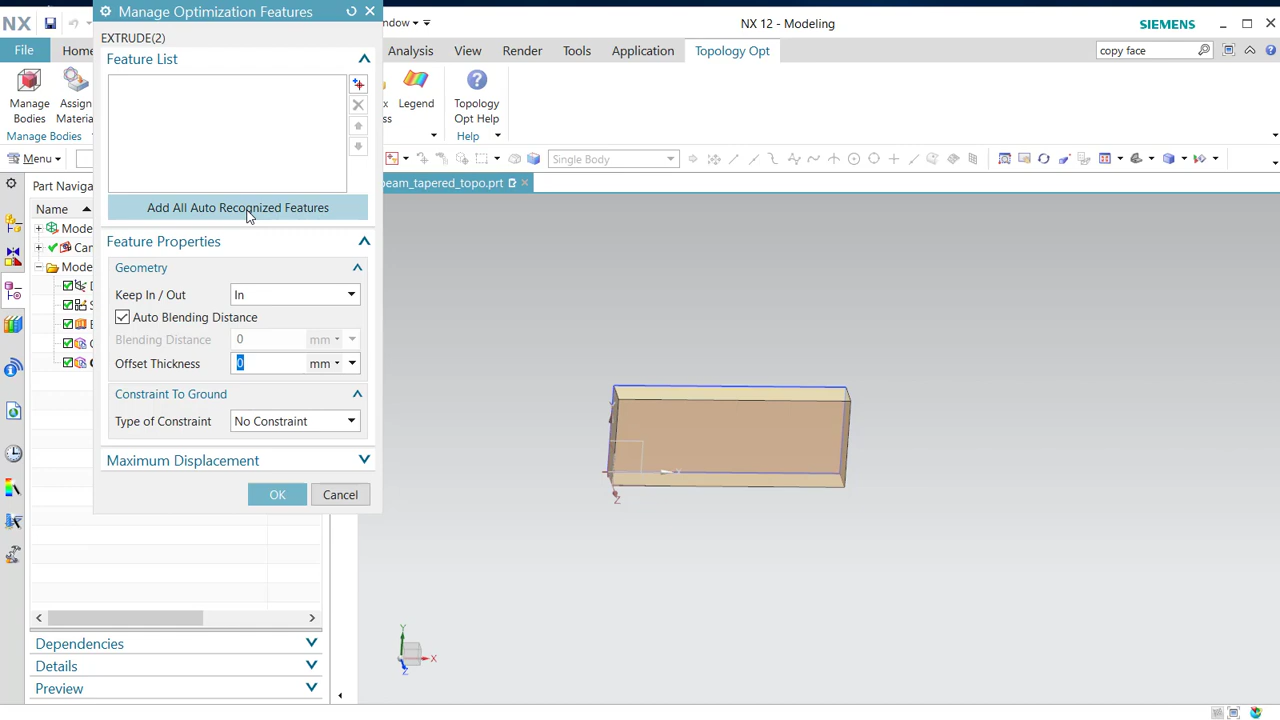 Manage Optimization Features
NX
ndow
NX 12 - Modeling
SIEMENS
File
Home
Analysis
View
Render
Tools
Application
Topology Opt
copy face
EXTRUDE(2)
Feature List
Manage
Bodies
Assign
Materia
Legend
Topology
Opt Help
Manage Bodies
Help
Menu
Single Body
Part Naviga
beam_tapered_topo.prt
Name
Add All Auto Recognized Features
Mode
Feature Properties
Can
Mode
Geometry
Keep In / Out
In
Auto Blending Distance
Blending Distance
0
mm
Offset Thickness
0
mm
Constraint To Ground
Type of Constraint
No Constraint
Maximum Displacement
OK
Cancel
Z
Y
X
Z
Dependencies
Details
Preview